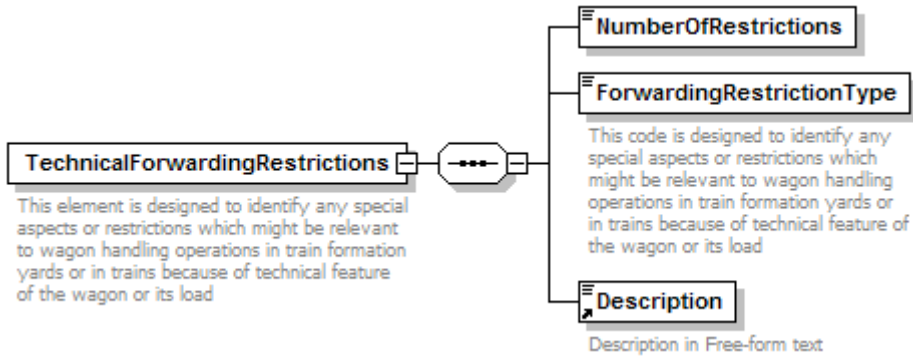 NumberOfRestrictions
ForwardingRestrictionType
This code is designed to identify any
special aspects or restrictions which
might be relevant to wagon handling
operations in train formation yards or
in trains because of technical feature of
the wagon or its load
TechnicalForwardingRestrictions
This element is designed to identify any special
aspects or restrictions which might be relevant
to wagon handling operations in train formation
yards or in trains because of technical feature
of the wagon or its load
Description
Description in Free-form text